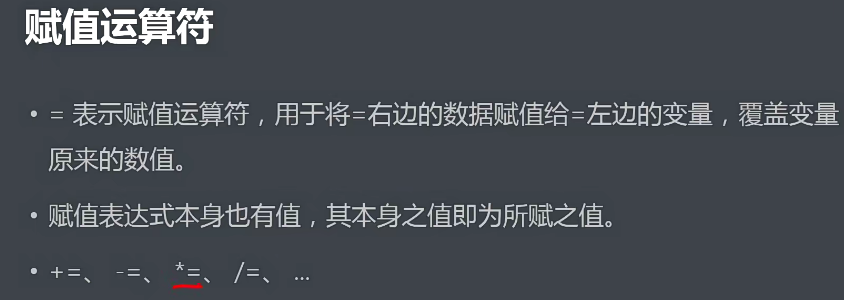 赋值运算符
• = 表示赋值运算符，用于将=右边的数据赋值给=左边的变量，覆盖变量
原来的数值。
• 赋值表达式本身也有值，其本身之值即为所赋之值。
• +=、 -=、 *=、 /=、 ...